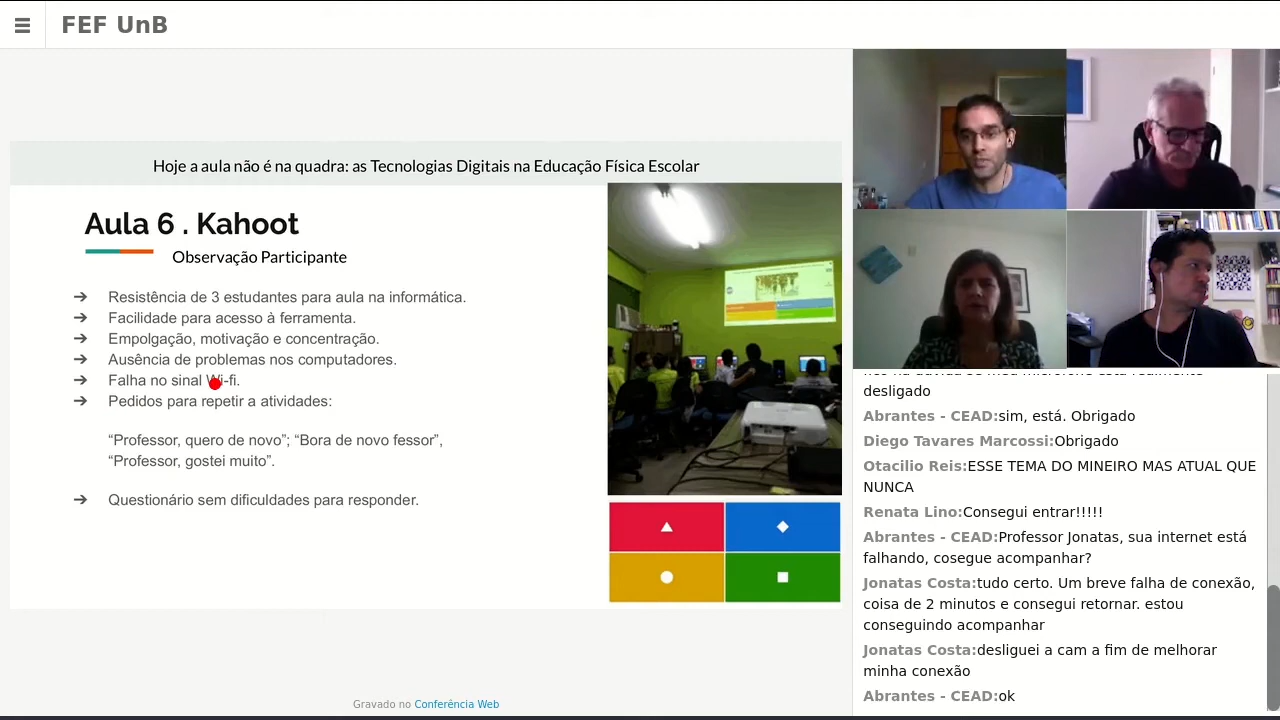 FEF UnB
Hoje a aula não é na quadra: as Tecnologias Digitais na Educação Física Escolar
Aula 6 . Kahoot
Observação Participante
➔ Resistência de 3 estudantes para aula na informática.
➔ Facilidade para acesso à ferramenta.
➔ Empolgação, motivação e concentração.
➔ Ausência de problemas nos computadores.
➔ Falha no sinal Wi-fi.
➔ Pedidos para repetir a atividades:
“Professor, quero de novo”; “Bora de novo fessor”,
“Professor, gostei muito”.
➔ Questionário sem dificuldades para responder.
Gravado no Conferência Web
desligado
Abrantes - CEAD:sim, está. Obrigado
Diego Tavares Marcossi:Obrigado
Otacilio Reis:ESSE TEMA DO MINEIRO MAS ATUAL QUE
NUNCA
Renata Lino:Consegui entrar!!!!!
Abrantes - CEAD:Professor Jonatas, sua internet está
falhando, cosegue acompanhar?
Jonatas Costa:tudo certo. Um breve falha de conexão,
coisa de 2 minutos e consegui retornar. estou
conseguindo acompanhar
Jonatas Costa:desliguei a cam a fim de melhorar
minha conexão
Abrantes - CEAD:ok